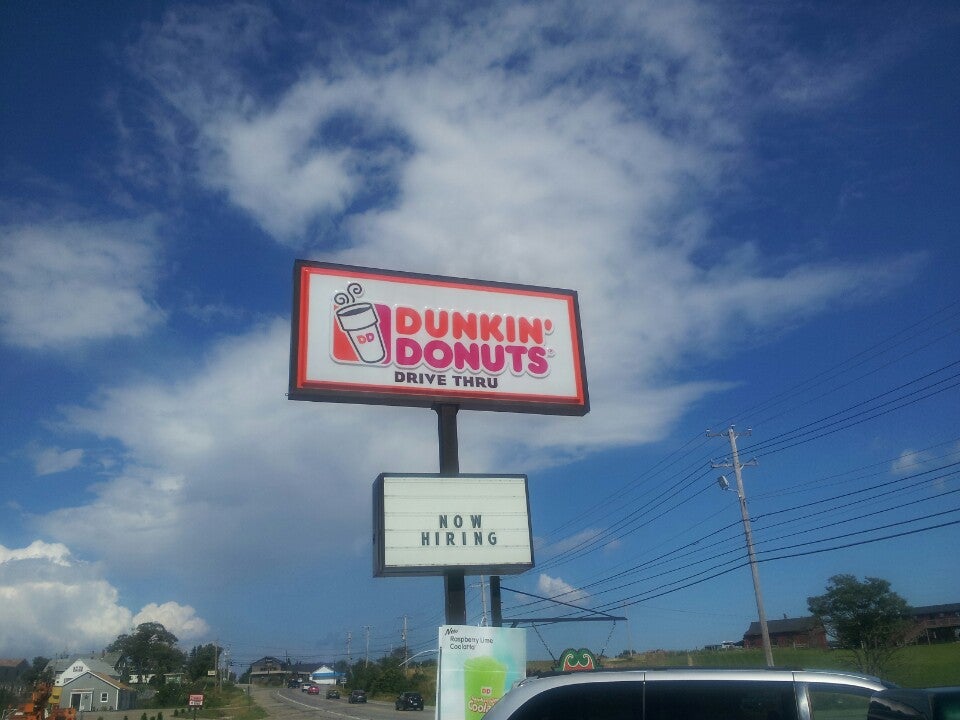 DUNKIN'
DONUTS®
DRIVE THRU
DD
NOW
HIRING
New
Raspberry Lime
Coolatta
DD